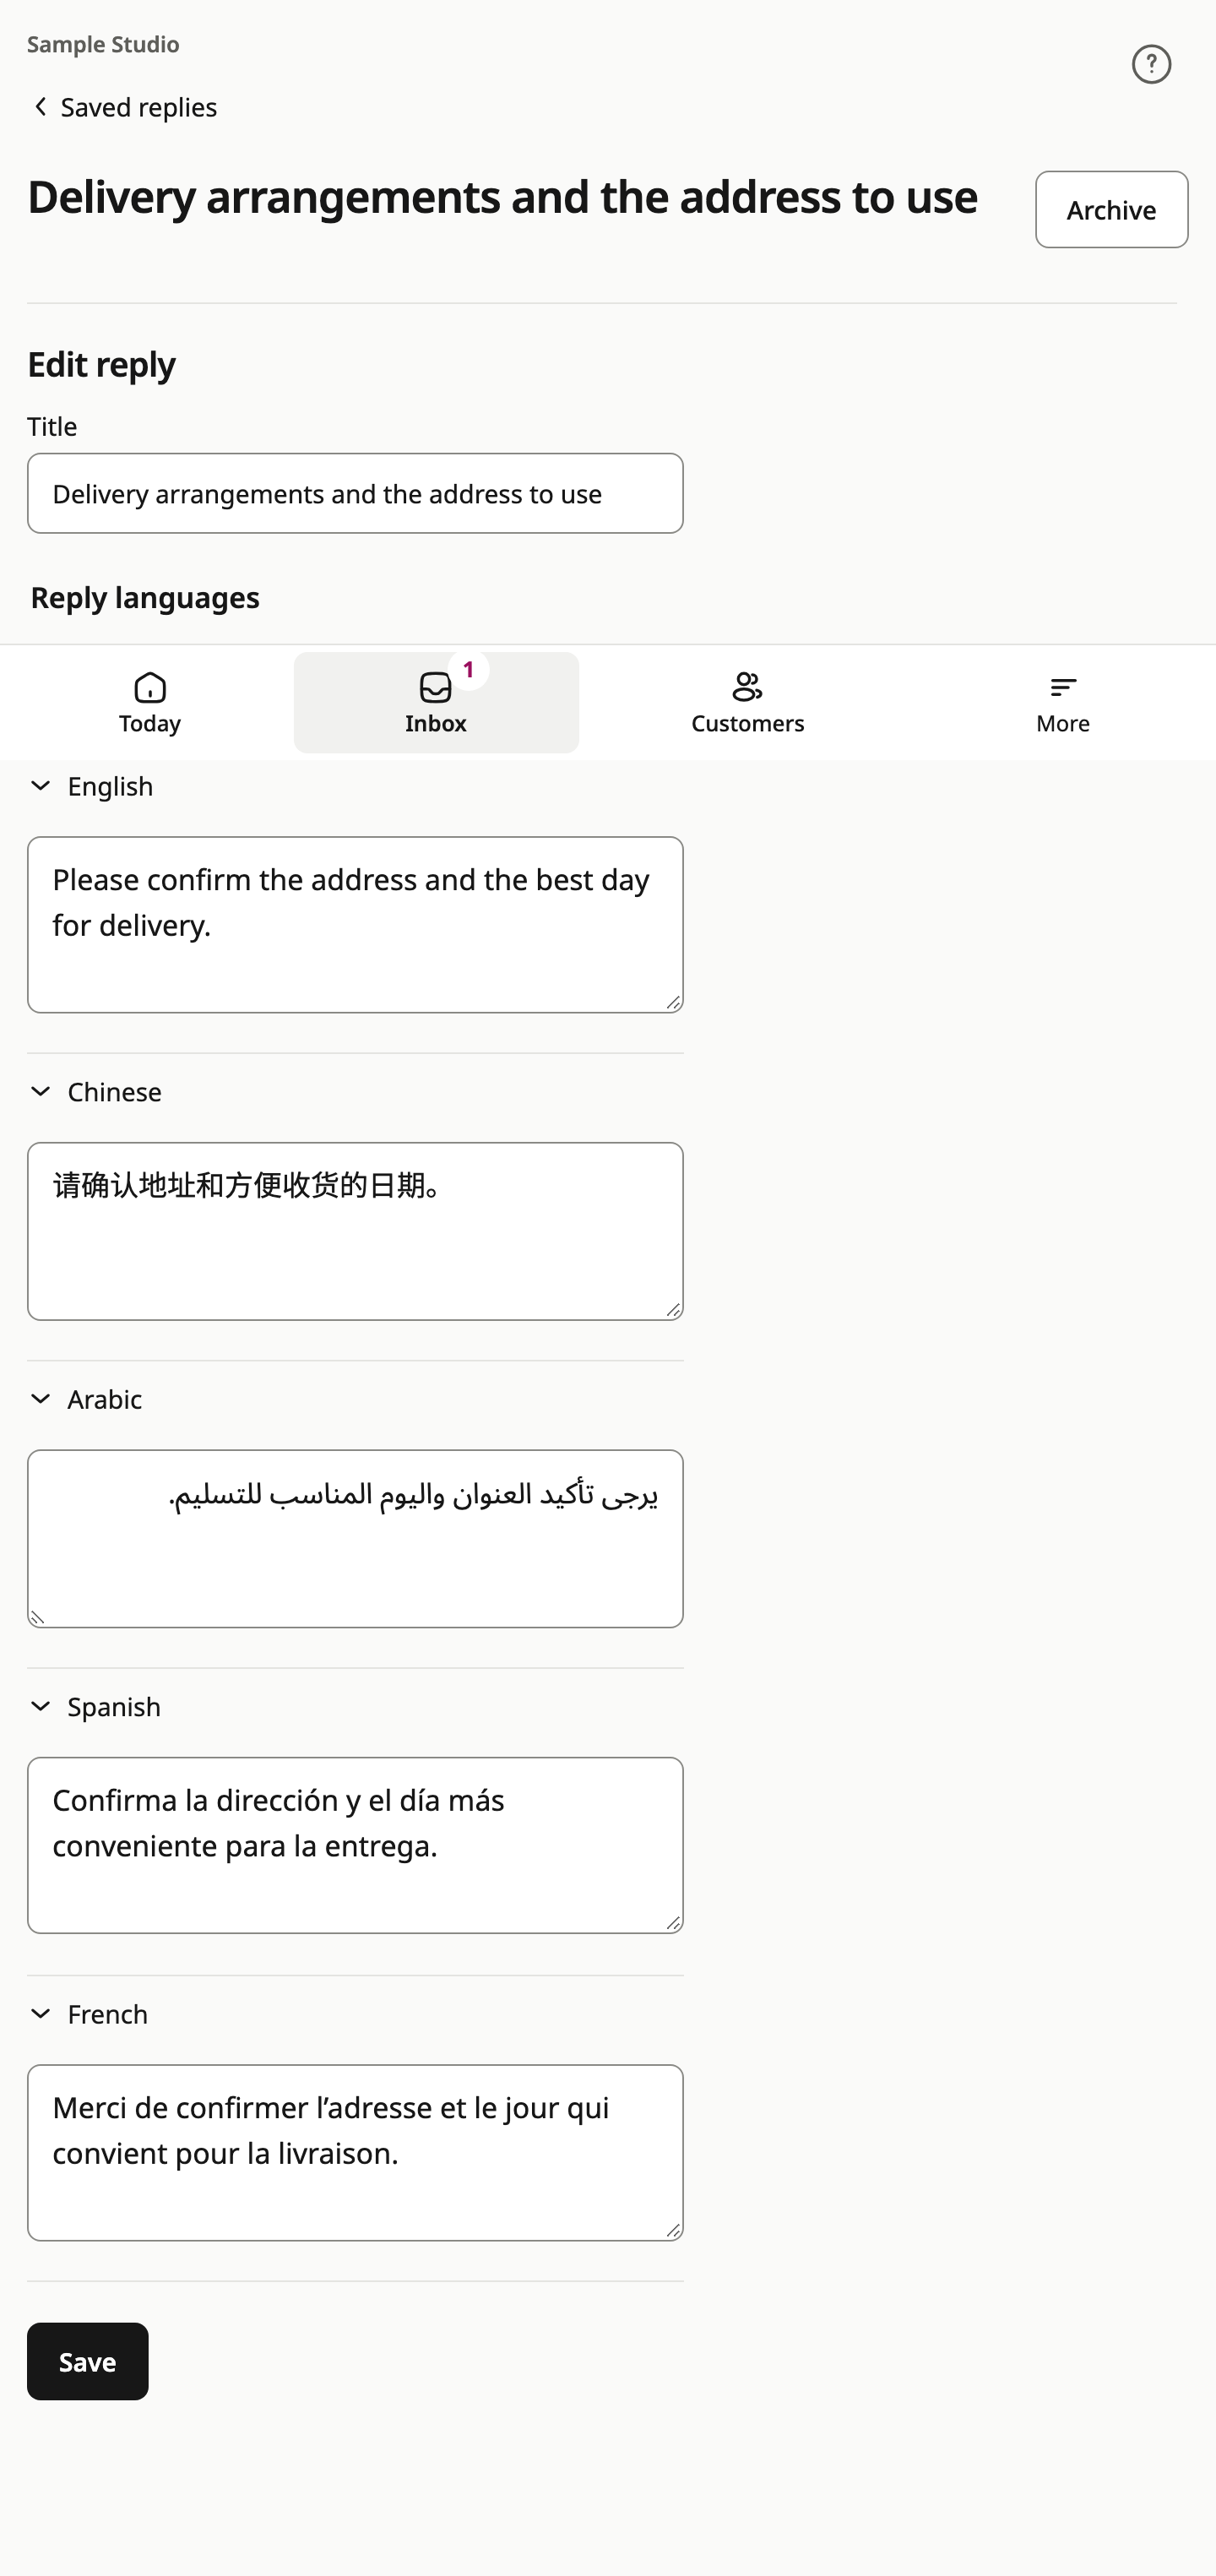 Sample Studio
Saved replies
Delivery arrangements and the address to use
Archive
Edit reply
Title
Delivery arrangements and the address to use
Reply languages
Today
Inbox
1
Customers
More
English
Please confirm the address and the best day
for delivery.
Chinese
请确认地址和方便收货的日期。
Arabic
يرجى تأكيد العنوان واليوم المناسب للتسليم.
Spanish
Confirma la dirección y el día más
conveniente para la entrega.
French
Merci de confirmer l’adresse et le jour qui
convient pour la livraison.
Save